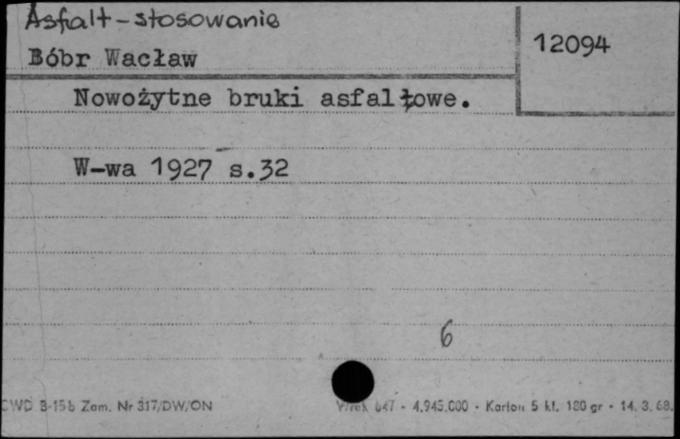 Asfalt-stosowanie
12094
Bóbr Wacław
Nowożytne bruki asfaltowe.
W-wa 1927 s.32
6
CWD B-15b Zam. Nr 317/DW/ON
647 - 4.945.000 - Karton 5 kl. 180 gr - 14. 3. 68.